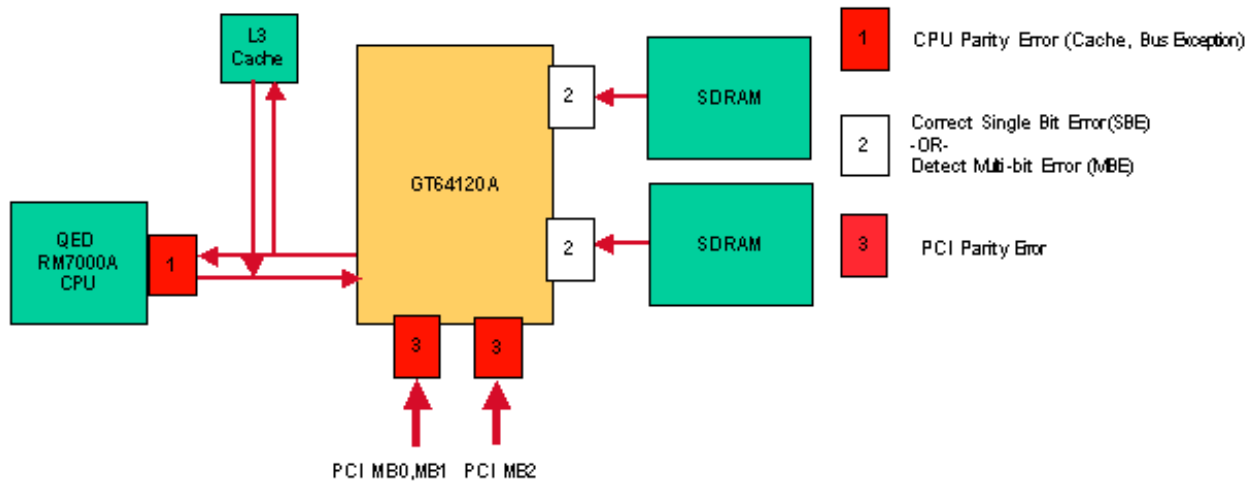 L3
Cache
GT64120A
2
SDRAM
2
SDRAM
QED
RM7000A
CPU
1
3
3
PCI MB0,MB1
PCI MB2
1
CPU Parity Error (Cache, Bus Exception)
2
Correct Single Bit Error(SBE)
-OR-
Detect Multi-bit Error (MBE)
3
PCI Parity Error